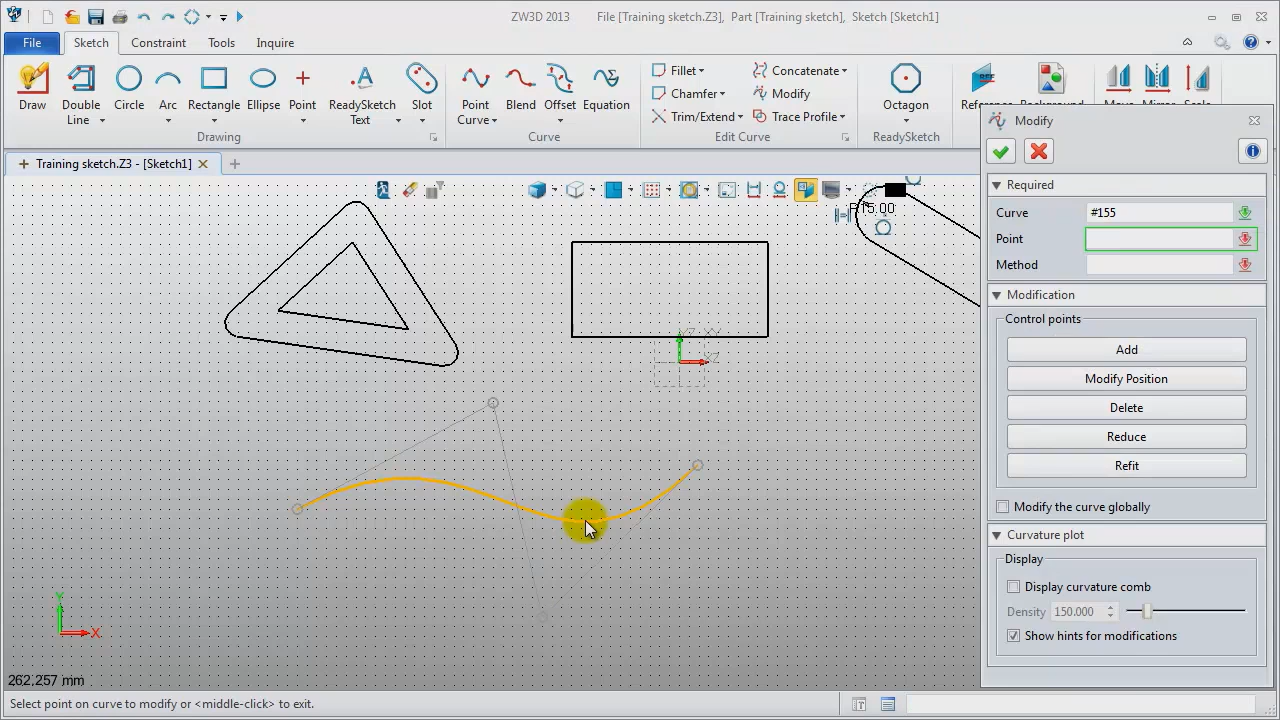 ZW3D 2013 File [Training sketch.Z3], Part [Training sketch], Sketch [Sketch1]
File Sketch Constraint Tools Inquire
Draw Double Line Circle Arc Rectangle Ellipse Point ReadySketch Text Slot
Drawing
Point Curve Blend Offset Equation
Curve
Fillet Concatenate
Chamfer Modify
Trim/Extend Trace Profile
Edit Curve
Octagon
ReadySketch
Training sketch.Z3 - [Sketch1]
Modify
Required
Curve #155
Point
Method
Modification
Control points
Add
Modify Position
Delete
Reduce
Refit
Modify the curve globally
Curvature plot
Display
Display curvature comb
Density 150.000
Show hints for modifications
Y
X
262.257 mm
Select point on curve to modify or <middle-click> to exit.